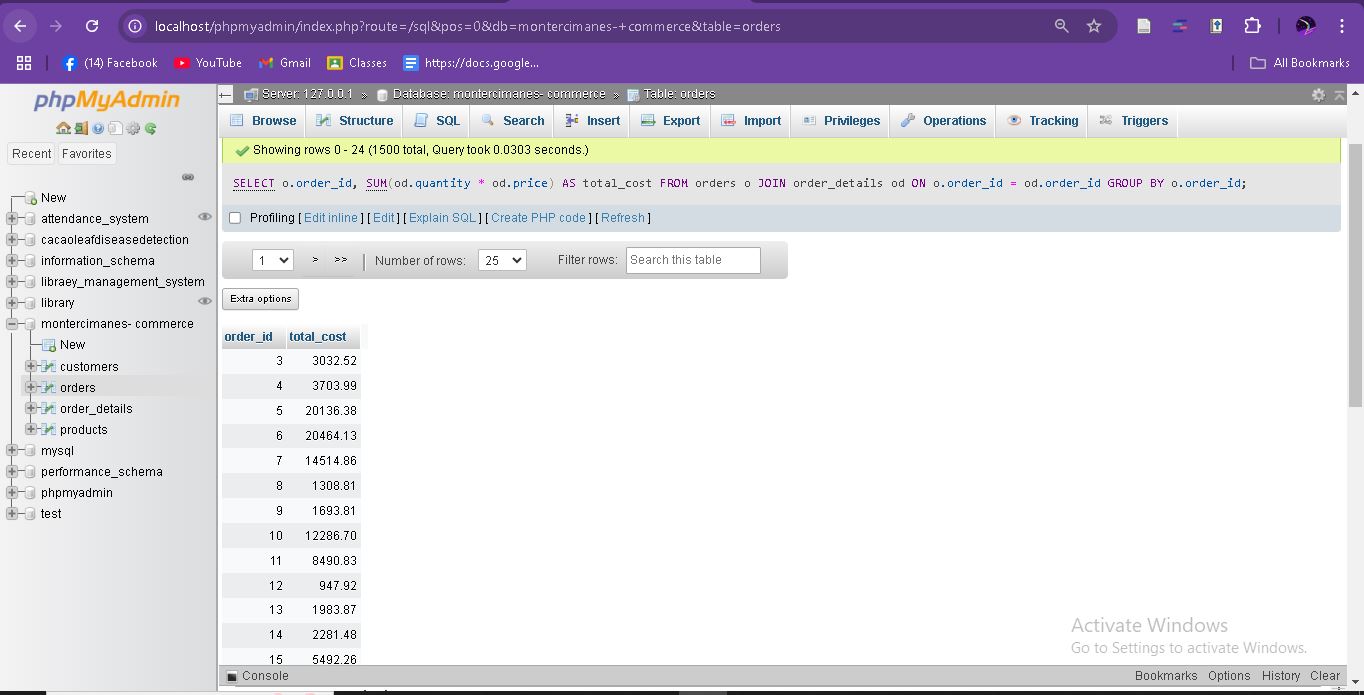 localhost/phpmyadmin/index.php?route=/sql&pos=0&db=montercimanes-+commerce&table=orders
(14) Facebook YouTube Gmail Classes https://docs.google... All Bookmarks
phpMyAdmin
Recent Favorites
New
attendance_system
cacaoleafdiseasedetection
information_schema
libraey_management_system
library
montercimanes- commerce
New
customers
orders
order_details
products
mysql
performance_schema
phpmyadmin
test
Server: 127.0.0.1 » Database: montercimanes- commerce » Table: orders
Browse Structure SQL Search Insert Export Import Privileges Operations Tracking Triggers
Showing rows 0 - 24 (1500 total, Query took 0.0303 seconds.)
SELECT o.order_id, SUM(od.quantity * od.price) AS total_cost FROM orders o JOIN order_details od ON o.order_id = od.order_id GROUP BY o.order_id;
Profiling [ Edit inline ] [ Edit ] [ Explain SQL ] [ Create PHP code ] [ Refresh ]
1 > >> | Number of rows: 25 Filter rows: Search this table
Extra options
order_id total_cost
3 3032.52
4 3703.99
5 20136.38
6 20464.13
7 14514.86
8 1308.81
9 1693.81
10 12286.70
11 8490.83
12 947.92
13 1983.87
14 2281.48
15 5492.26
Activate Windows
Go to Settings to activate Windows.
Console Bookmarks Options History Clear